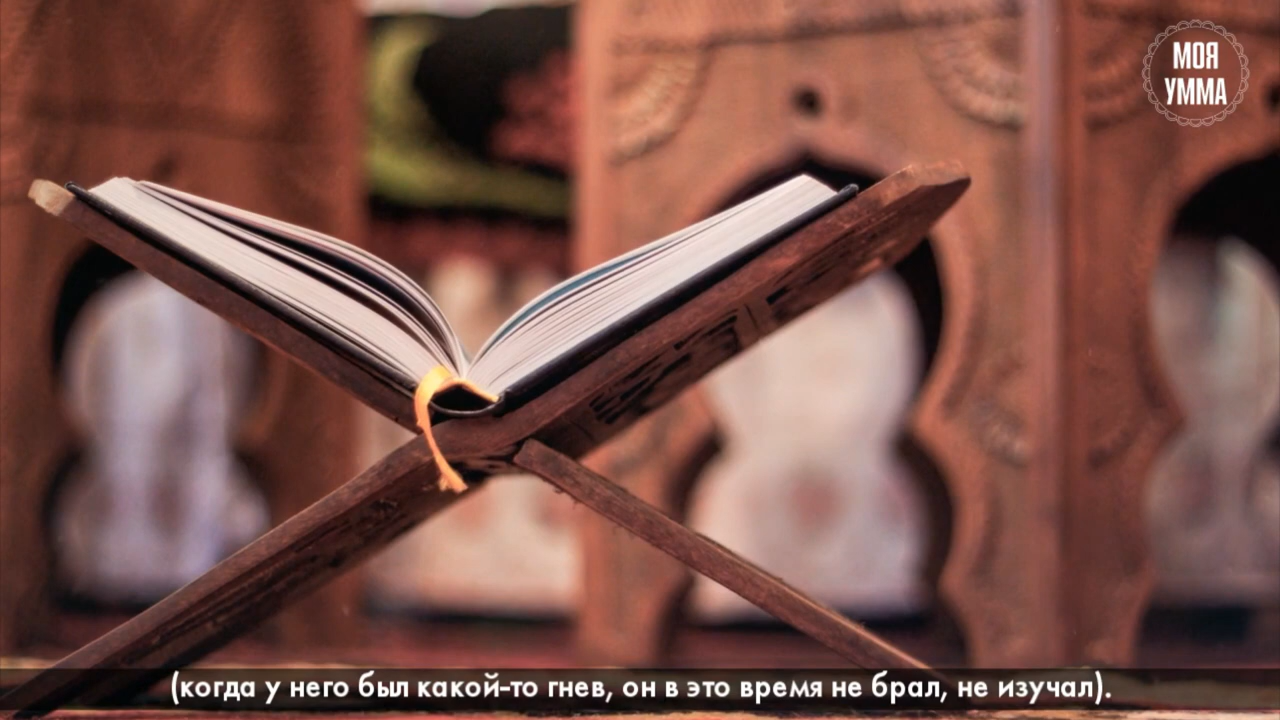 МОЯ
УММА
(когда у него был какой-то гнев, он в это время не брал, не изучал).